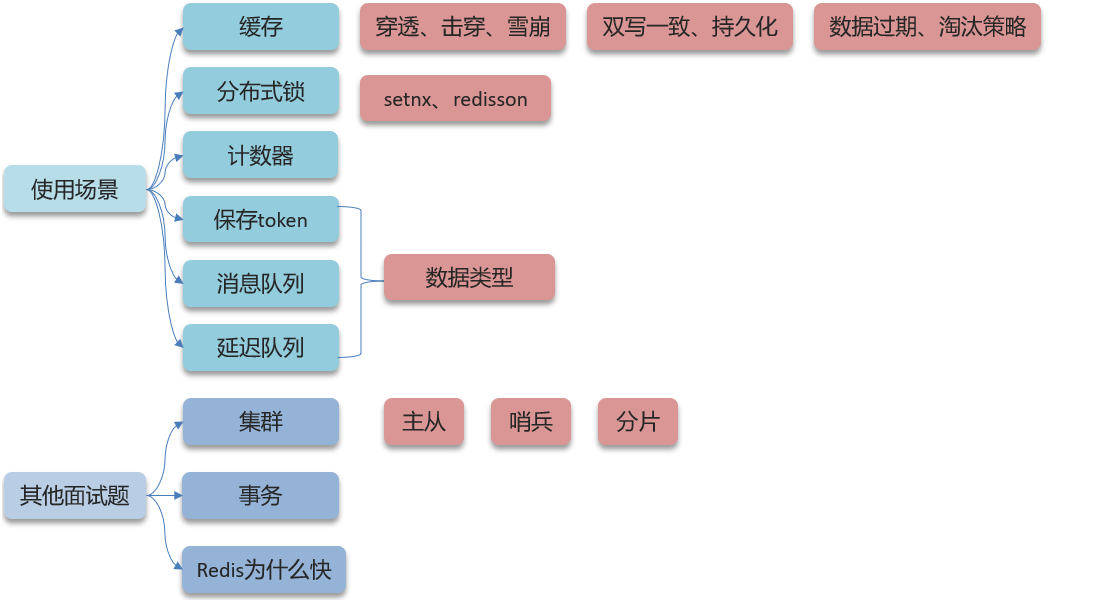 使用场景
缓存
穿透、击穿、雪崩
双写一致、持久化
数据过期、淘汰策略
分布式锁
setnx、redisson
计数器
保存token
消息队列
延迟队列
数据类型
其他面试题
集群
主从
哨兵
分片
事务
Redis为什么快